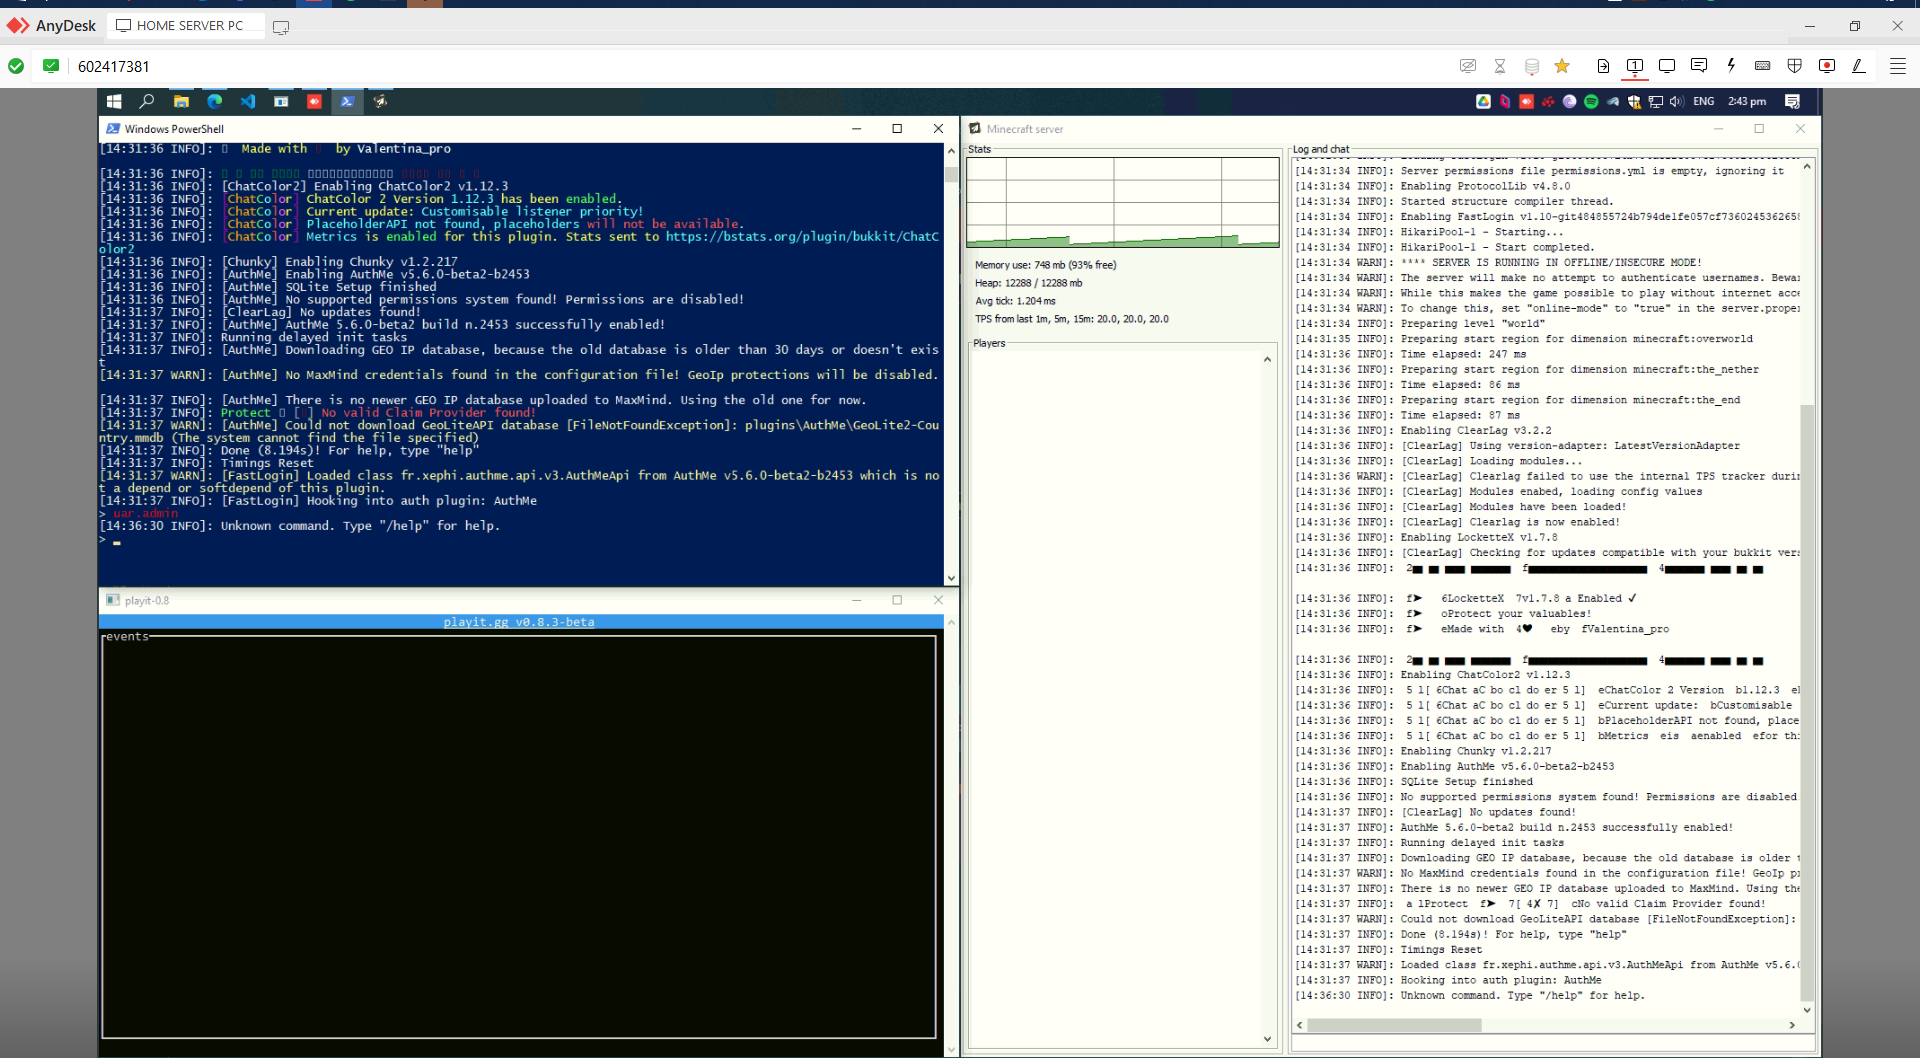 AnyDesk
HOME SERVER PC
602417381
ENG
2:43 pm
Windows PowerShell
[14:31:36 INFO]: Made with by Valentina_pro
[14:31:36 INFO]:
[14:31:36 INFO]: [ChatColor2] Enabling ChatColor2 v1.12.3
[14:31:36 INFO]: [ChatColor] ChatColor 2 Version 1.12.3 has been enabled.
[14:31:36 INFO]: [ChatColor] Current update: Customisable listener priority!
[14:31:36 INFO]: [ChatColor] PlaceholderAPI not found, placeholders will not be available.
[14:31:36 INFO]: [ChatColor] Metrics is enabled for this plugin. Stats sent to https://bstats.org/plugin/bukkit/ChatC
olor2
[14:31:36 INFO]: [Chunky] Enabling Chunky v1.2.217
[14:31:36 INFO]: [AuthMe] Enabling AuthMe v5.6.0-beta2-b2453
[14:31:36 INFO]: [AuthMe] SQLite Setup finished
[14:31:36 INFO]: [AuthMe] No supported permissions system found! Permissions are disabled!
[14:31:37 INFO]: [ClearLag] No updates found!
[14:31:37 INFO]: [AuthMe] AuthMe 5.6.0-beta2 build n.2453 successfully enabled!
[14:31:37 INFO]: Running delayed init tasks
[14:31:37 INFO]: [AuthMe] Downloading GEO IP database, because the old database is older than 30 days or doesn't exis
t
[14:31:37 WARN]: [AuthMe] No MaxMind credentials found in the configuration file! GeoIp protections will be disabled.
[14:31:37 INFO]: [AuthMe] There is no newer GEO IP database uploaded to MaxMind. Using the old one for now.
[14:31:37 INFO]: Protect [ ] No valid Claim Provider found!
[14:31:37 WARN]: [AuthMe] Could not download GeoLiteAPI database [FileNotFoundException]: plugins\AuthMe\GeoLite2-Cou
ntry.mmdb (The system cannot find the file specified)
[14:31:37 INFO]: Done (8.194s)! For help, type "help"
[14:31:37 INFO]: Timings Reset
[14:31:37 WARN]: [FastLogin] Loaded class fr.xephi.authme.api.v3.AuthMeApi from AuthMe v5.6.0-beta2-b2453 which is no
t a depend or softdepend of this plugin.
[14:31:37 INFO]: [FastLogin] Hooking into auth plugin: AuthMe
> uar.admin
[14:36:30 INFO]: Unknown command. Type "/help" for help.
>
playit-0.8
playit.gg v0.8.3-beta
events
Minecraft server
Stats
Memory use: 748 mb (93% free)
Heap: 12288 / 12288 mb
Avg tick: 1.204 ms
TPS from last 1m, 5m, 15m: 20.0, 20.0, 20.0
Players
Log and chat
[14:31:34 INFO]: Server permissions file permissions.yml is empty, ignoring it
[14:31:34 INFO]: Enabling ProtocolLib v4.8.0
[14:31:34 INFO]: Started structure compiler thread.
[14:31:34 INFO]: Enabling FastLogin v1.10-git484855724b794de1fe057cf7360245362658
[14:31:34 INFO]: HikariPool-1 - Starting...
[14:31:34 INFO]: HikariPool-1 - Start completed.
[14:31:34 WARN]: **** SERVER IS RUNNING IN OFFLINE/INSECURE MODE!
[14:31:34 WARN]: The server will make no attempt to authenticate usernames. Bewar
[14:31:34 WARN]: While this makes the game possible to play without internet acce
[14:31:34 WARN]: To change this, set "online-mode" to "true" in the server.proper
[14:31:34 INFO]: Preparing level "world"
[14:31:35 INFO]: Preparing start region for dimension minecraft:overworld
[14:31:36 INFO]: Time elapsed: 247 ms
[14:31:36 INFO]: Preparing start region for dimension minecraft:the_nether
[14:31:36 INFO]: Time elapsed: 86 ms
[14:31:36 INFO]: Preparing start region for dimension minecraft:the_end
[14:31:36 INFO]: Time elapsed: 87 ms
[14:31:36 INFO]: Enabling ClearLag v3.2.2
[14:31:36 INFO]: [ClearLag] Using version-adapter: LatestVersionAdapter
[14:31:36 INFO]: [ClearLag] Loading modules...
[14:31:36 WARN]: [ClearLag] Clearlag failed to use the internal TPS tracker durin
[14:31:36 INFO]: [ClearLag] Modules enabed, loading config values
[14:31:36 INFO]: [ClearLag] Modules have been loaded!
[14:31:36 INFO]: [ClearLag] Clearlag is now enabled!
[14:31:36 INFO]: Enabling LocketteX v1.7.8
[14:31:36 INFO]: [ClearLag] Checking for updates compatible with your bukkit vers
[14:31:36 INFO]: 2▄▄ ▄▄ ▄▄▄▄ ▄▄▄▄▄▄▄▄ f▄▄▄▄▄▄▄▄▄▄▄▄▄▄▄▄▄▄▄▄▄▄▄▄ 4▄▄▄▄▄▄▄▄ ▄▄▄▄ ▄▄ ▄▄
[14:31:36 INFO]: f➤ 6LocketteX 7v1.7.8 a Enabled ✓
[14:31:36 INFO]: f➤ oProtect your valuables!
[14:31:36 INFO]: f➤ eMade with 4♥ eby fValentina_pro
[14:31:36 INFO]: 2▄▄ ▄▄ ▄▄▄▄ ▄▄▄▄▄▄▄▄ f▄▄▄▄▄▄▄▄▄▄▄▄▄▄▄▄▄▄▄▄▄▄▄▄ 4▄▄▄▄▄▄▄▄ ▄▄▄▄ ▄▄ ▄▄
[14:31:36 INFO]: Enabling ChatColor2 v1.12.3
[14:31:36 INFO]: 5 l[ 6Chat aC bo cl do er 5 l] eChatColor 2 Version b1.12.3 e
[14:31:36 INFO]: 5 l[ 6Chat aC bo cl do er 5 l] eCurrent update: bCustomisable
[14:31:36 INFO]: 5 l[ 6Chat aC bo cl do er 5 l] bPlaceholderAPI not found, place
[14:31:36 INFO]: 5 l[ 6Chat aC bo cl do er 5 l] bMetrics eis aenabled efor thi
[14:31:36 INFO]: Enabling Chunky v1.2.217
[14:31:36 INFO]: Enabling AuthMe v5.6.0-beta2-b2453
[14:31:36 INFO]: SQLite Setup finished
[14:31:36 INFO]: No supported permissions system found! Permissions are disabled
[14:31:37 INFO]: [ClearLag] No updates found!
[14:31:37 INFO]: AuthMe 5.6.0-beta2 build n.2453 successfully enabled!
[14:31:37 INFO]: Running delayed init tasks
[14:31:37 INFO]: Downloading GEO IP database, because the old database is older t
[14:31:37 WARN]: No MaxMind credentials found in the configuration file! GeoIp pr
[14:31:37 INFO]: There is no newer GEO IP database uploaded to MaxMind. Using the
[14:31:37 INFO]: a lProtect f➤ 7[ 4✗ 7] cNo valid Claim Provider found!
[14:31:37 WARN]: Could not download GeoLiteAPI database [FileNotFoundException]:
[14:31:37 INFO]: Done (8.194s)! For help, type "help"
[14:31:37 INFO]: Timings Reset
[14:31:37 WARN]: Loaded class fr.xephi.authme.api.v3.AuthMeApi from AuthMe v5.6.0
[14:31:37 INFO]: Hooking into auth plugin: AuthMe
[14:36:30 INFO]: Unknown command. Type "/help" for help.